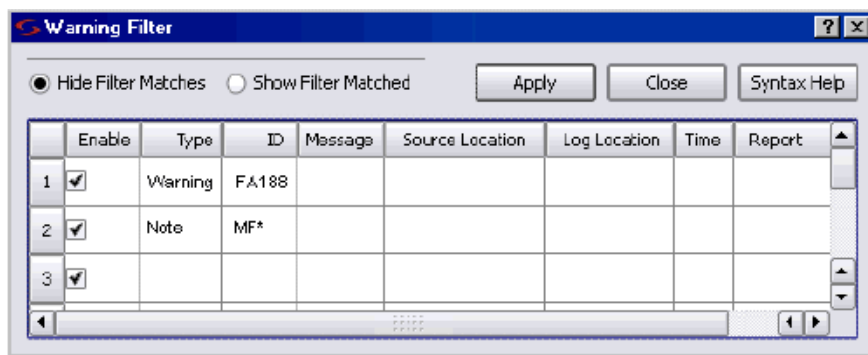 Warning Filter
? x
Hide Filter Matches Show Filter Matched Apply Close Syntax Help
Enable Type ID Message Source Location Log Location Time Report
1 Warning FA188
2 Note MF*
3